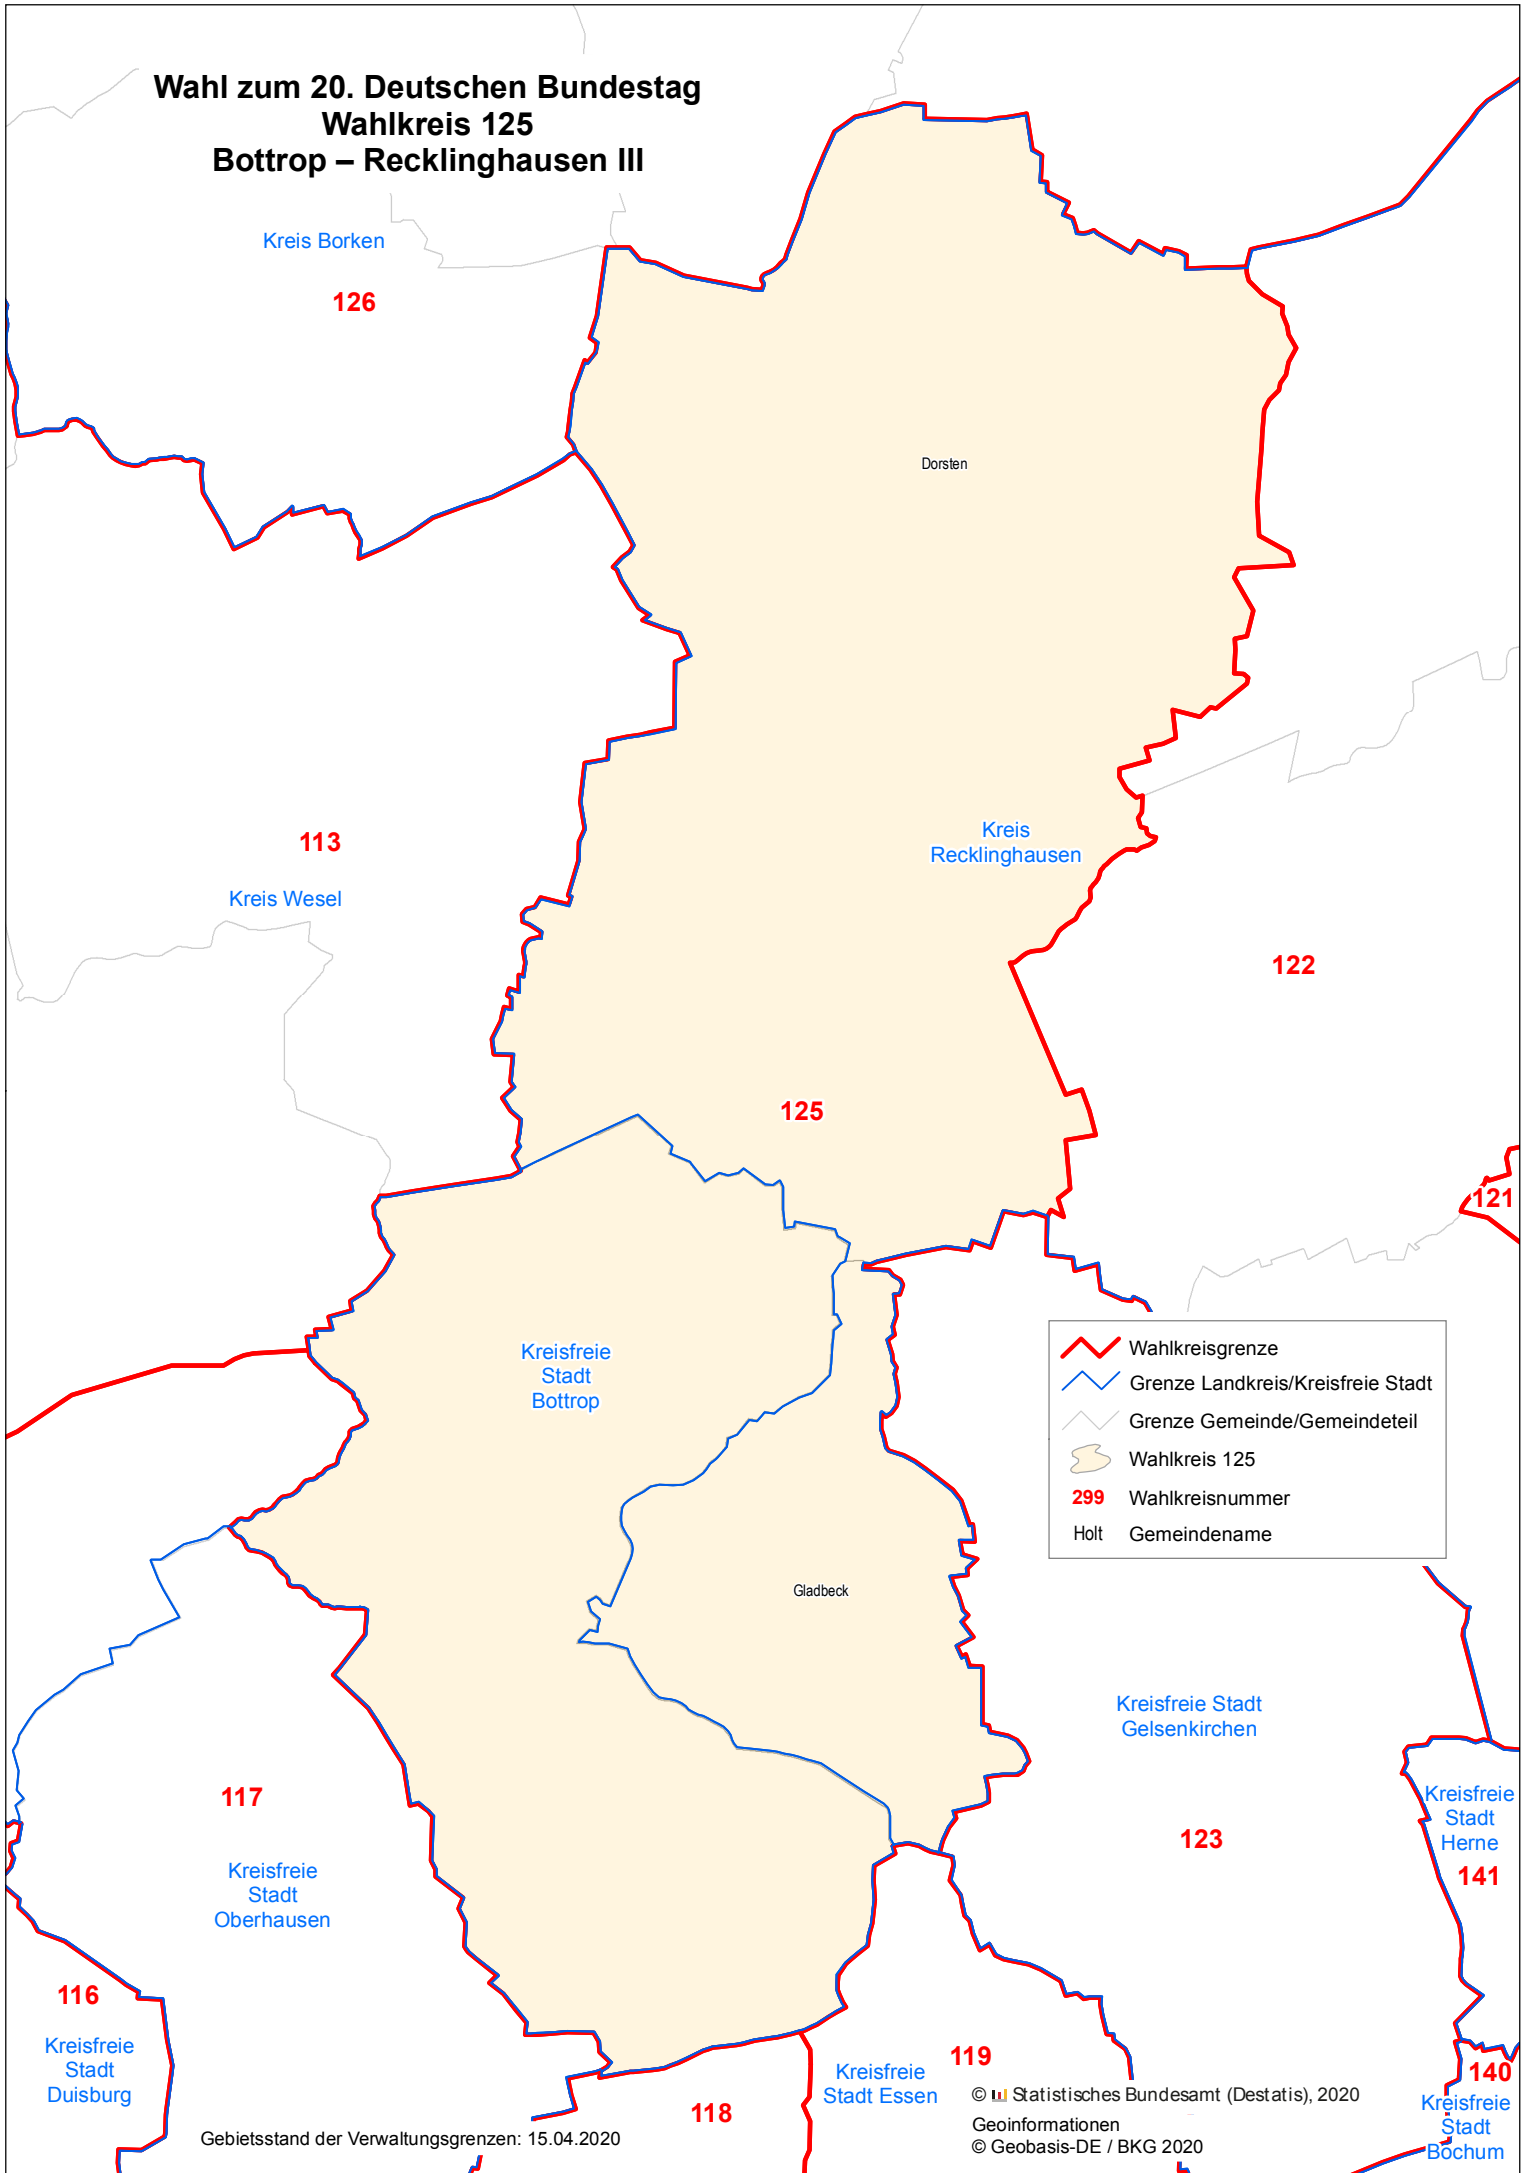 Wahl zum 20. Deutschen Bundestag
Wahlkreis 125
Bottrop – Recklinghausen III
Kreis Borken
126
Dorsten
113
Kreis
Recklinghausen
Kreis Wesel
122
125
121
Kreisfreie
Stadt
Bottrop
Wahlkreisgrenze
Grenze Landkreis/Kreisfreie Stadt
Grenze Gemeinde/Gemeindeteil
Wahlkreis 125
299 Wahlkreisnummer
Holt Gemeindename
Gladbeck
Kreisfreie Stadt
Gelsenkirchen
117
123
Kreisfreie
Stadt
Herne
141
Kreisfreie
Stadt
Oberhausen
116
Kreisfreie
Stadt
Duisburg
118
Kreisfreie
Stadt Essen
119
140
Kreisfreie
Stadt
Bochum
Gebietsstand der Verwaltungsgrenzen: 15.04.2020
© Statistisches Bundesamt (Destatis), 2020
Geoinformationen
© Geobasis-DE / BKG 2020